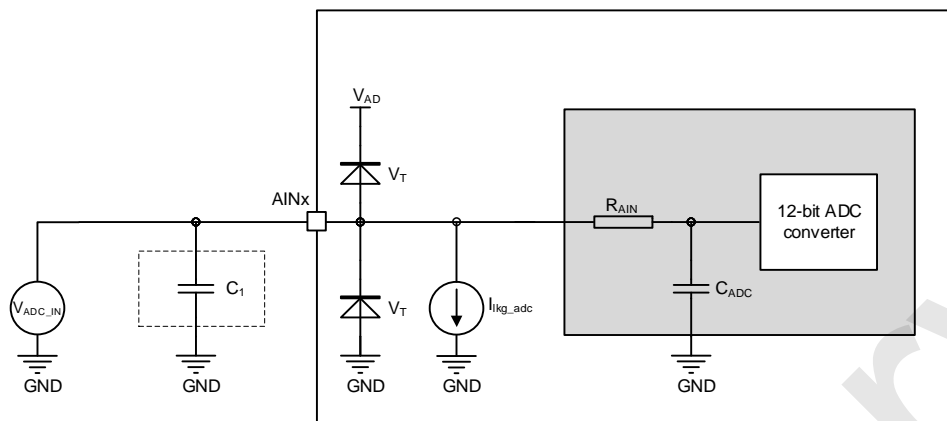 V_AD
V_T
AINx
R_AIN
12-bit ADC
converter
V_ADC_IN
C_1
V_T
I_lkg_adc
C_ADC
GND
GND
GND
GND
GND